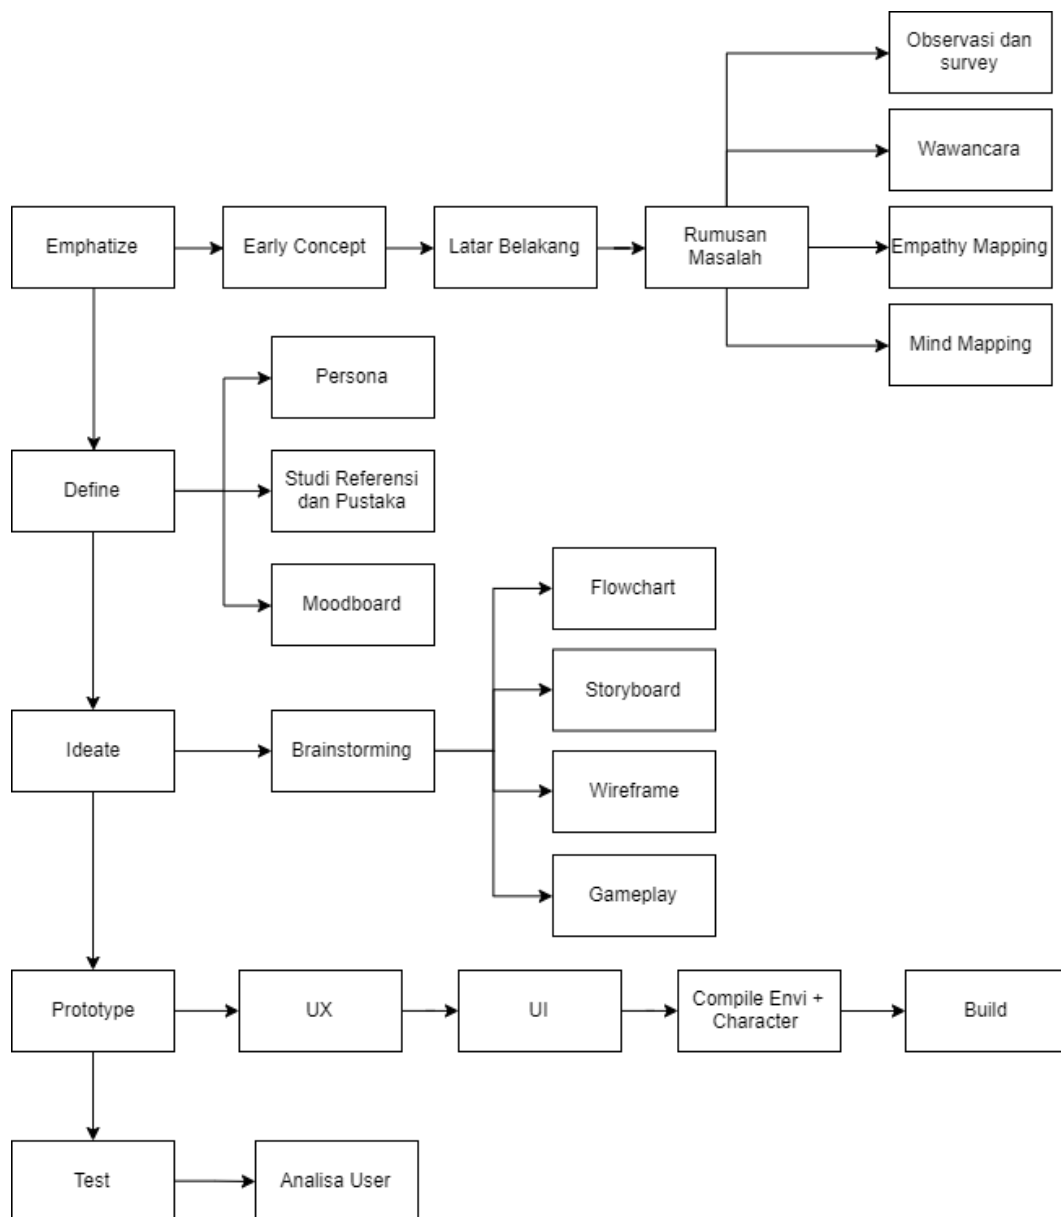 Observasi dan
survey
Wawancara
Emphatize
Early Concept
Latar Belakang
Rumusan
Masalah
Empathy Mapping
Mind Mapping
Persona
Define
Studi Referensi
dan Pustaka
Moodboard
Flowchart
Storyboard
Ideate
Brainstorming
Wireframe
Gameplay
Prototype
UX
UI
Compile Envi +
Character
Build
Test
Analisa User